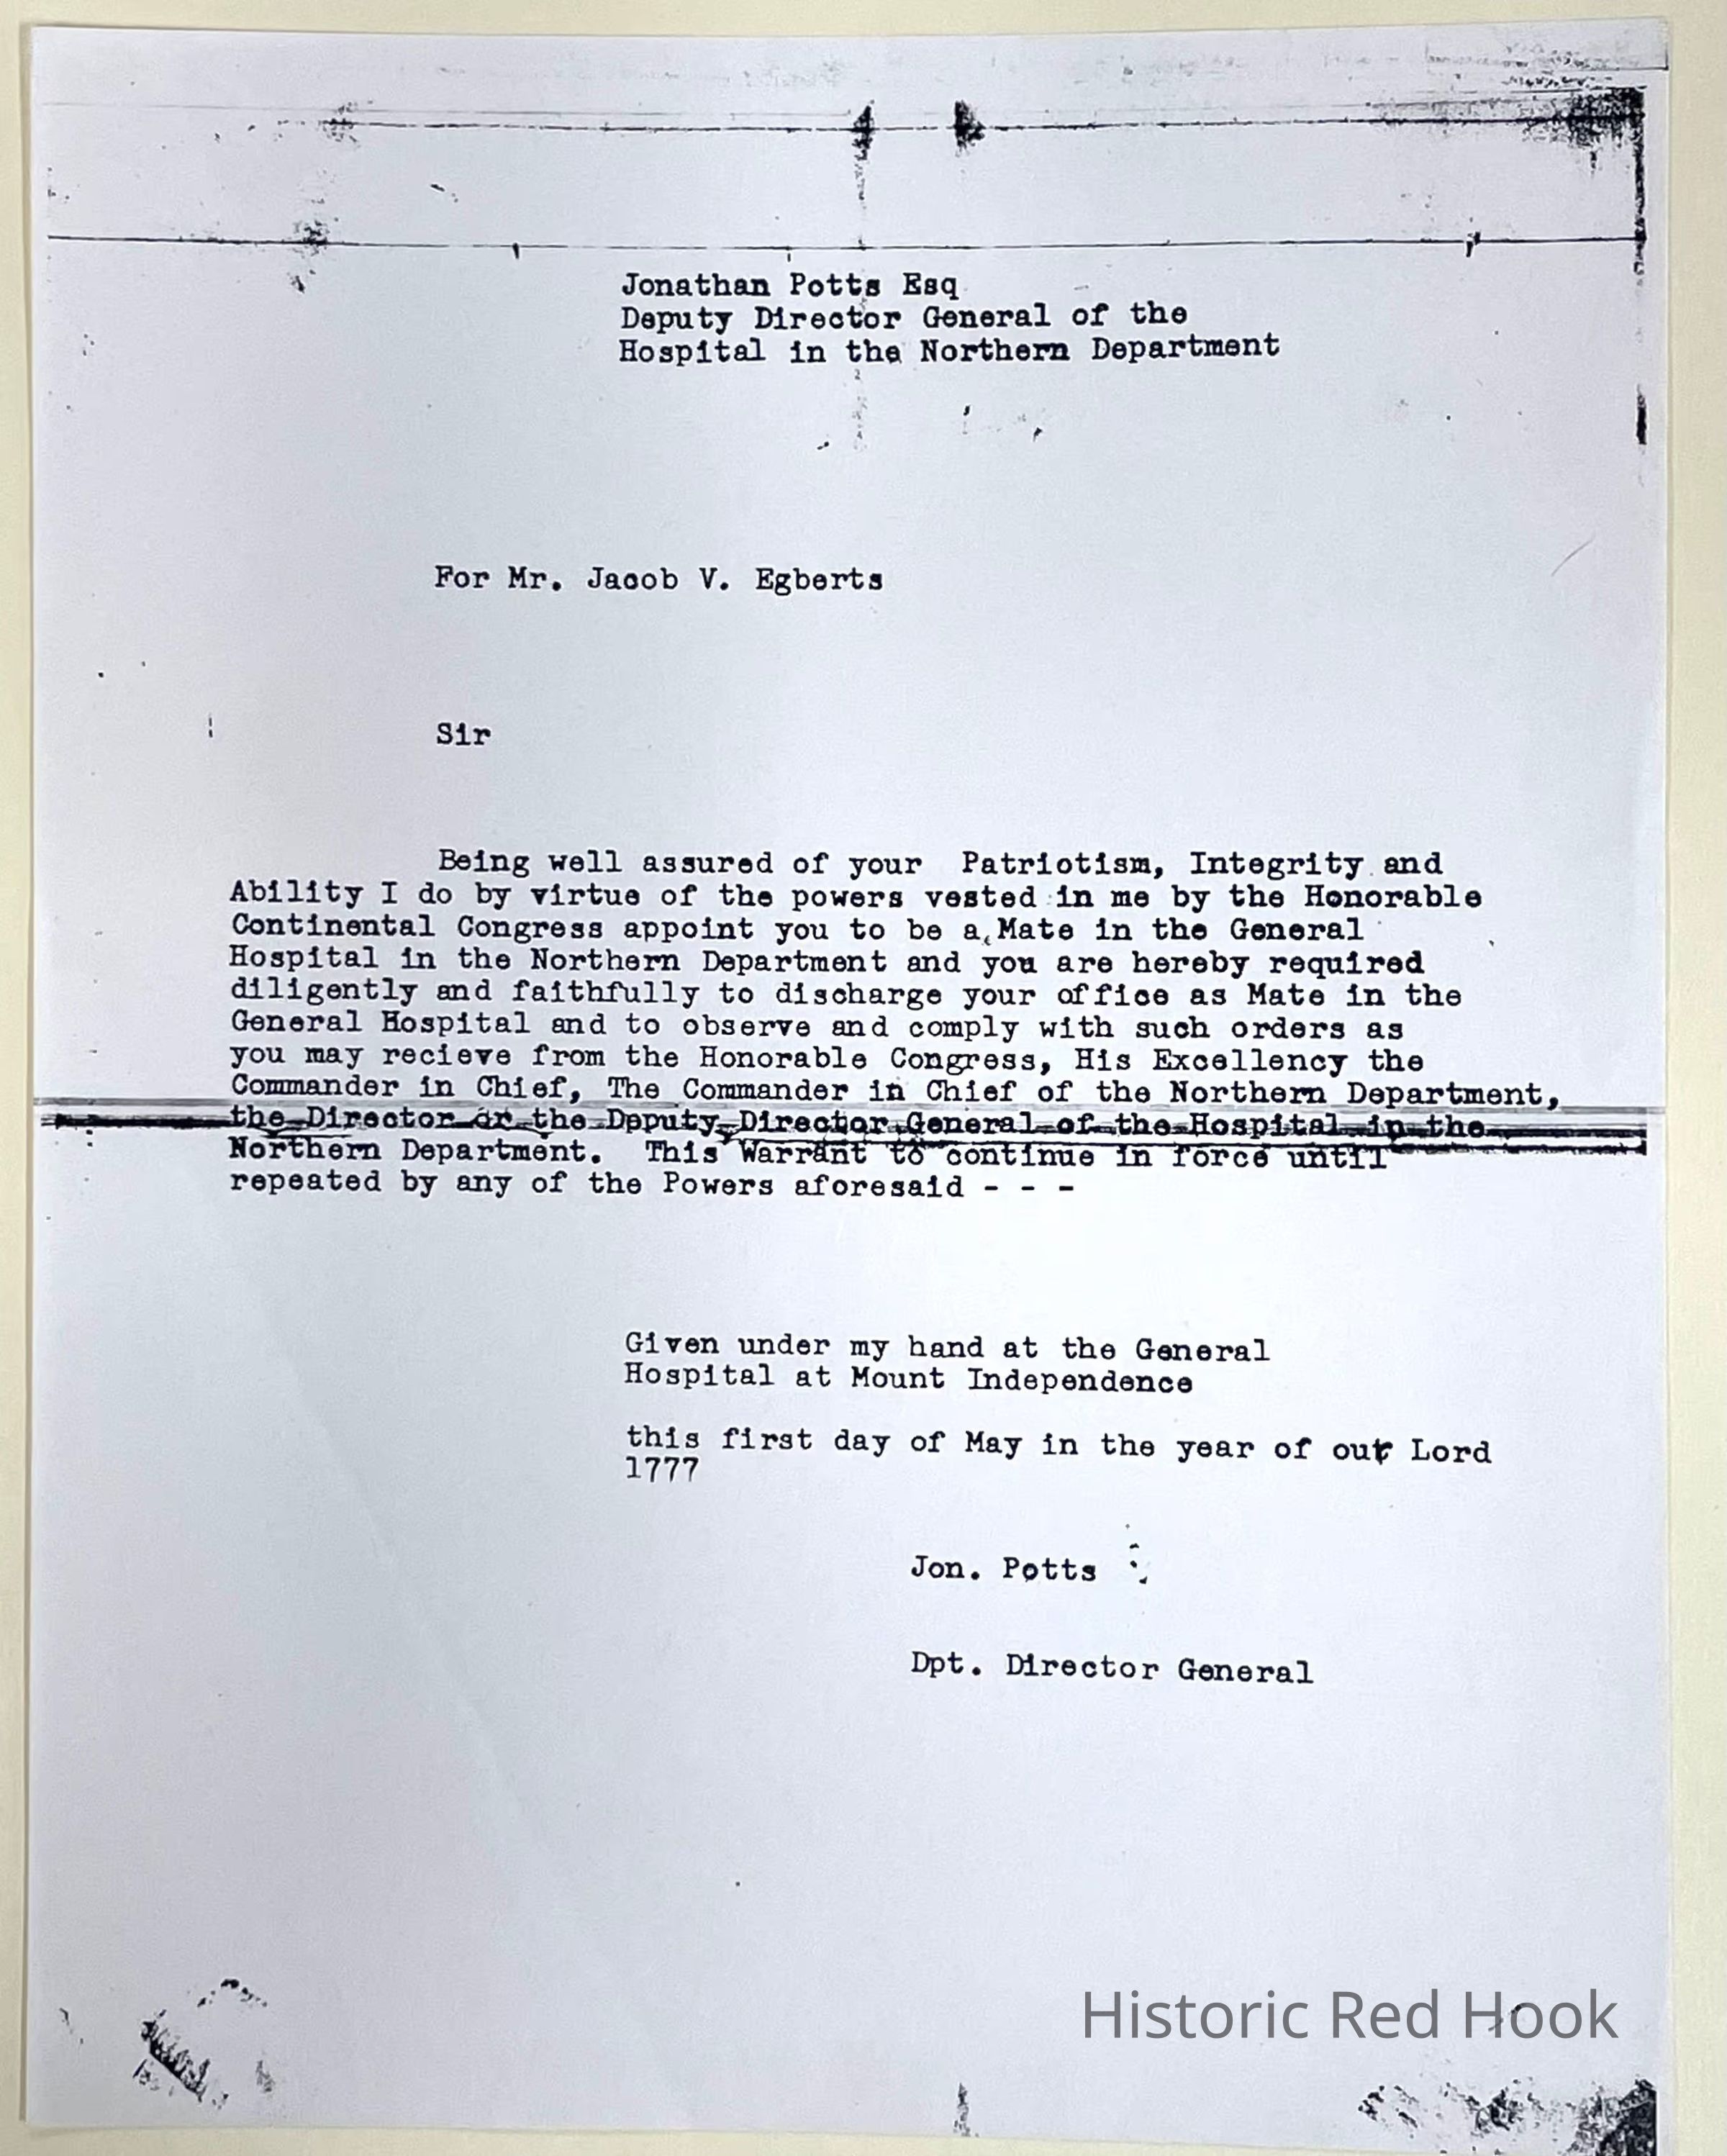 Jonathan Potts Esq
Deputy Director General of the
Hospital in the Northern Department
For Mr. Jacob V. Egberts
Sir
Being well assured of your Patriotism, Integrity and
Ability I do by virtue of the powers vested in me by the Honorable
Continental Congress appoint you to be a Mate in the General
Hospital in the Northern Department and you are hereby required
diligently and faithfully to discharge your office as Mate in the
General Hospital and to observe and comply with such orders as
you may recieve from the Honorable Congress, His Excellency the
Commander in Chief, The Commander in Chief of the Northern Department,
the Director or the Deputy Director General of the Hospital in the
Northern Department. This Warrant to continue in force until
repeated by any of the Powers aforesaid - - -
Given under my hand at the General
Hospital at Mount Independence
this first day of May in the year of our Lord
1777
Jon. Potts
Dpt. Director General
Historic Red Hook